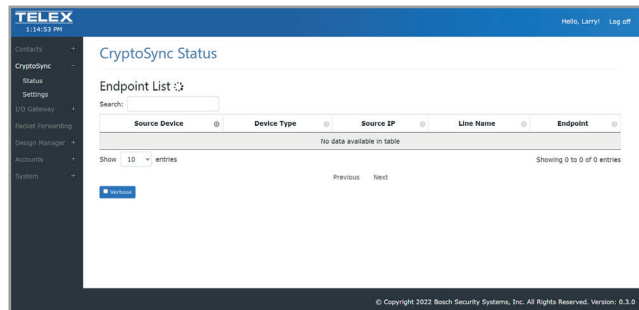 TELEX
1:14:53 PM
Hello, Larry! Log off
Contacts +
CryptoSync −
Status
Settings
I/O Gateway +
Packet Forwarding
Design Manager +
Accounts +
System +
CryptoSync Status
Endpoint List
Search:
Source Device Device Type Source IP Line Name Endpoint
No data available in table
Show 10 entries
Showing 0 to 0 of 0 entries
Previous Next
Verbose
© Copyright 2022 Bosch Security Systems, Inc. All Rights Reserved. Version: 0.3.0